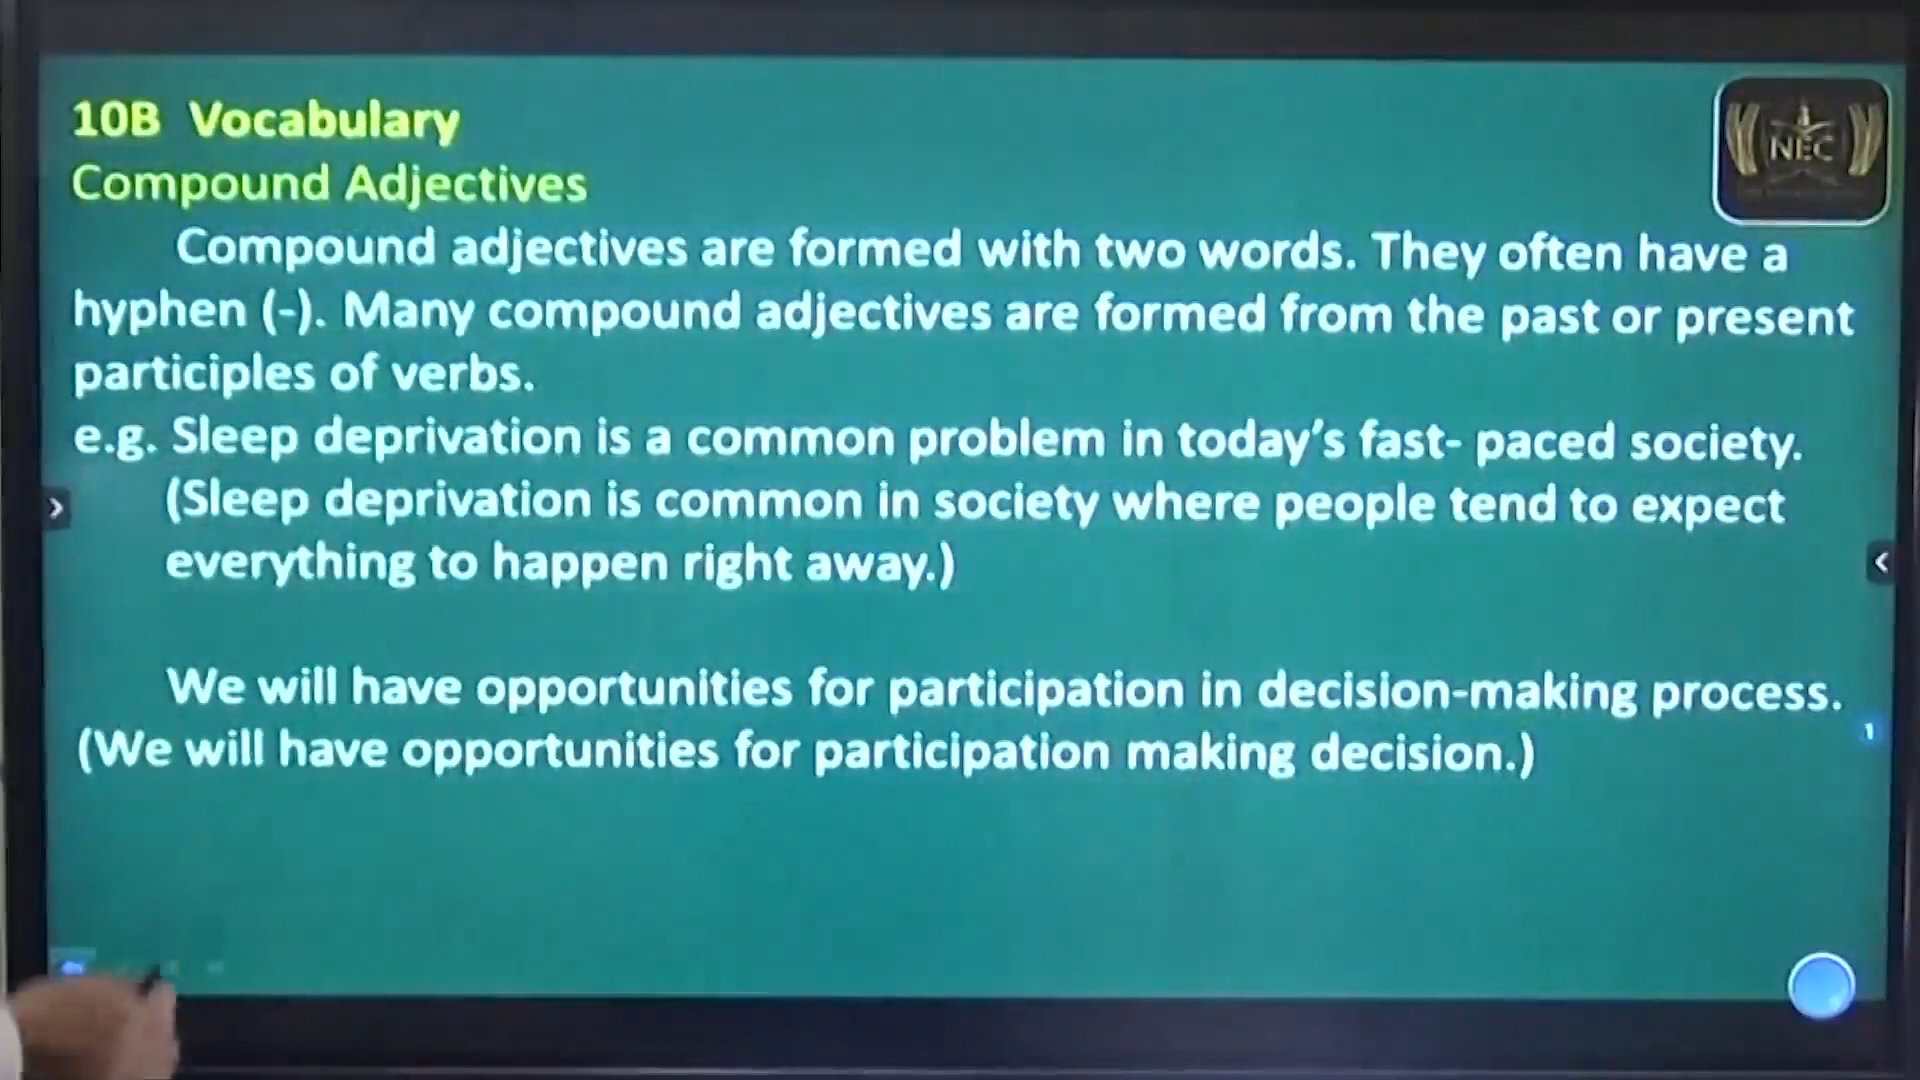 10B Vocabulary
NEC
Compound Adjectives
Compound adjectives are formed with two words. They often have a
hyphen (-). Many compound adjectives are formed from the past or present
participles of verbs.
e.g. Sleep deprivation is a common problem in today's fast- paced society.
(Sleep deprivation is common in society where people tend to expect
everything to happen right away.)
We will have opportunities for participation in decision-making process.
(We will have opportunities for participation making decision.)
1